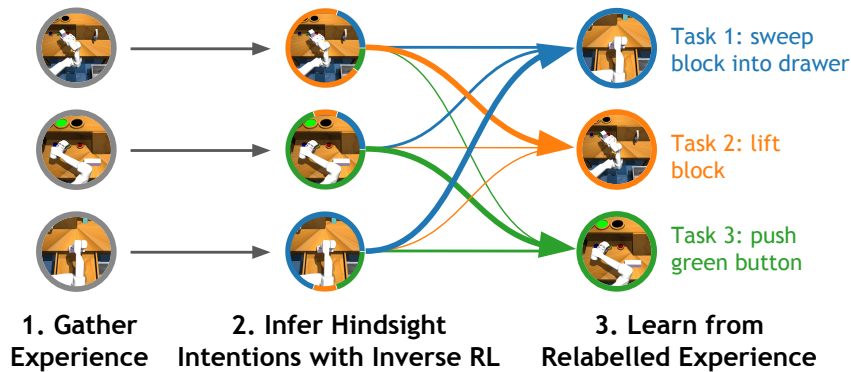 Task 1: sweep
block into drawer
Task 2: lift
block
Task 3: push
green button
1. Gather
Experience
2. Infer Hindsight
Intentions with Inverse RL
3. Learn from
Relabelled Experience